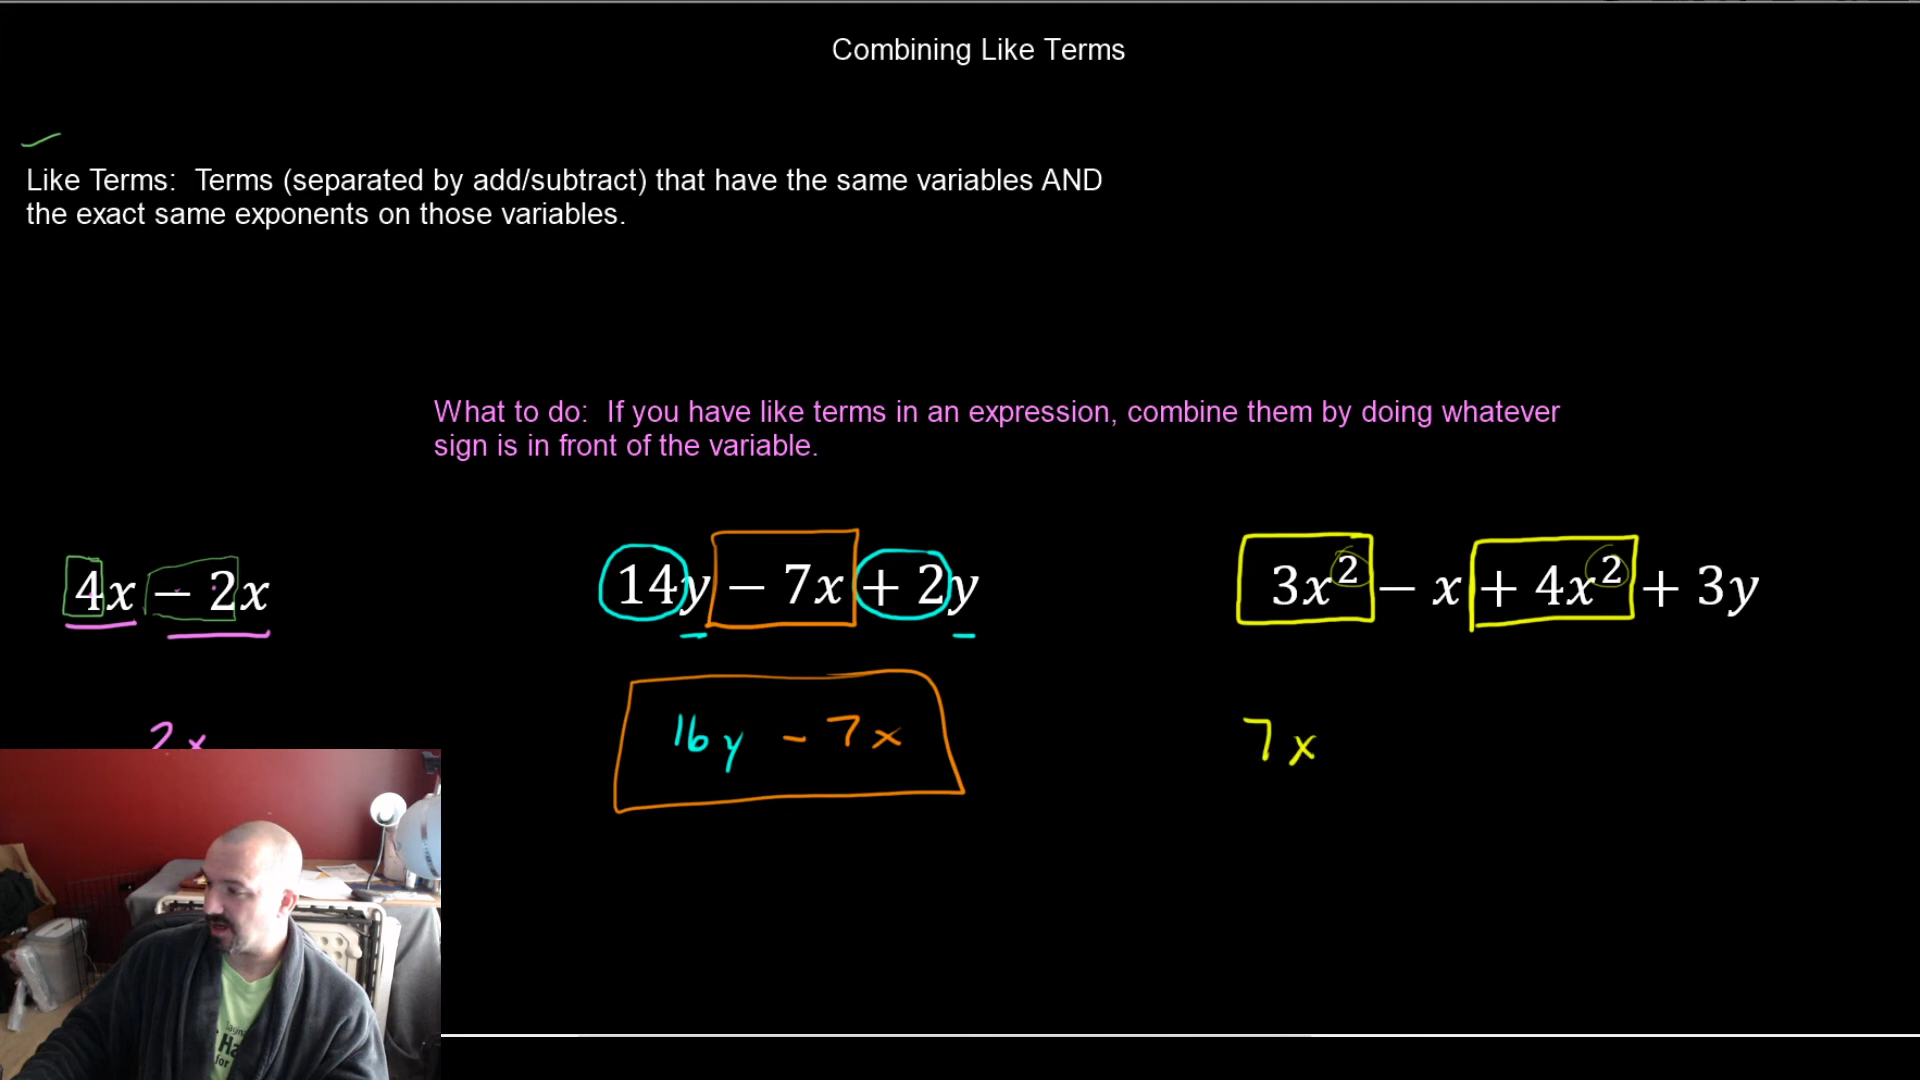 Combining Like Terms
Like Terms: Terms (separated by add/subtract) that have the same variables AND
the exact same exponents on those variables.
What to do: If you have like terms in an expression, combine them by doing whatever
sign is in front of the variable.
4x − 2x
14y − 7x + 2y
3x² − x + 4x² + 3y
2x
16y - 7x
7x